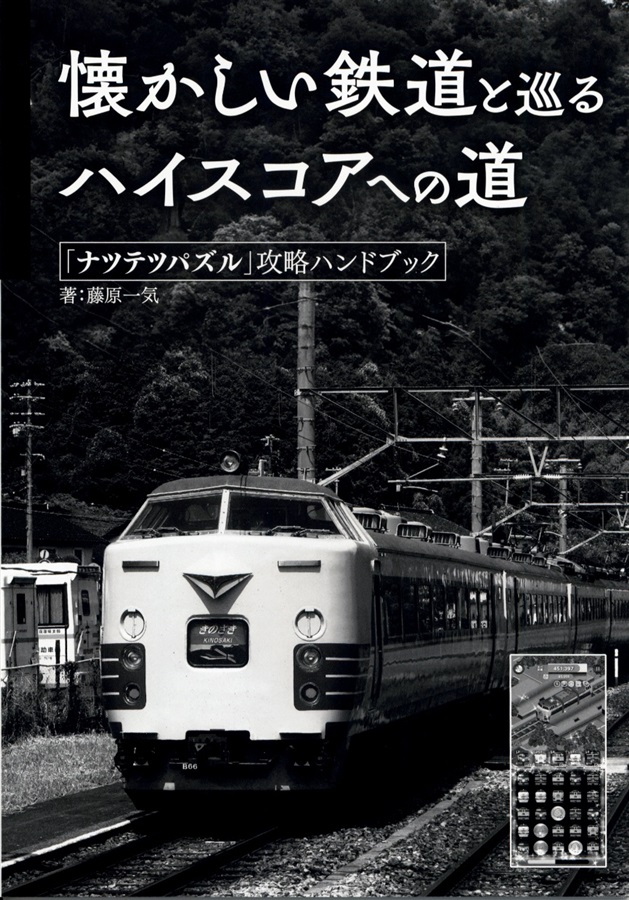 懐かしい鉄道と巡る
ハイスコアへの道
「ナツテツパズル」攻略ハンドブック
著：藤原一気
きのさき
KINOSAKI
B66